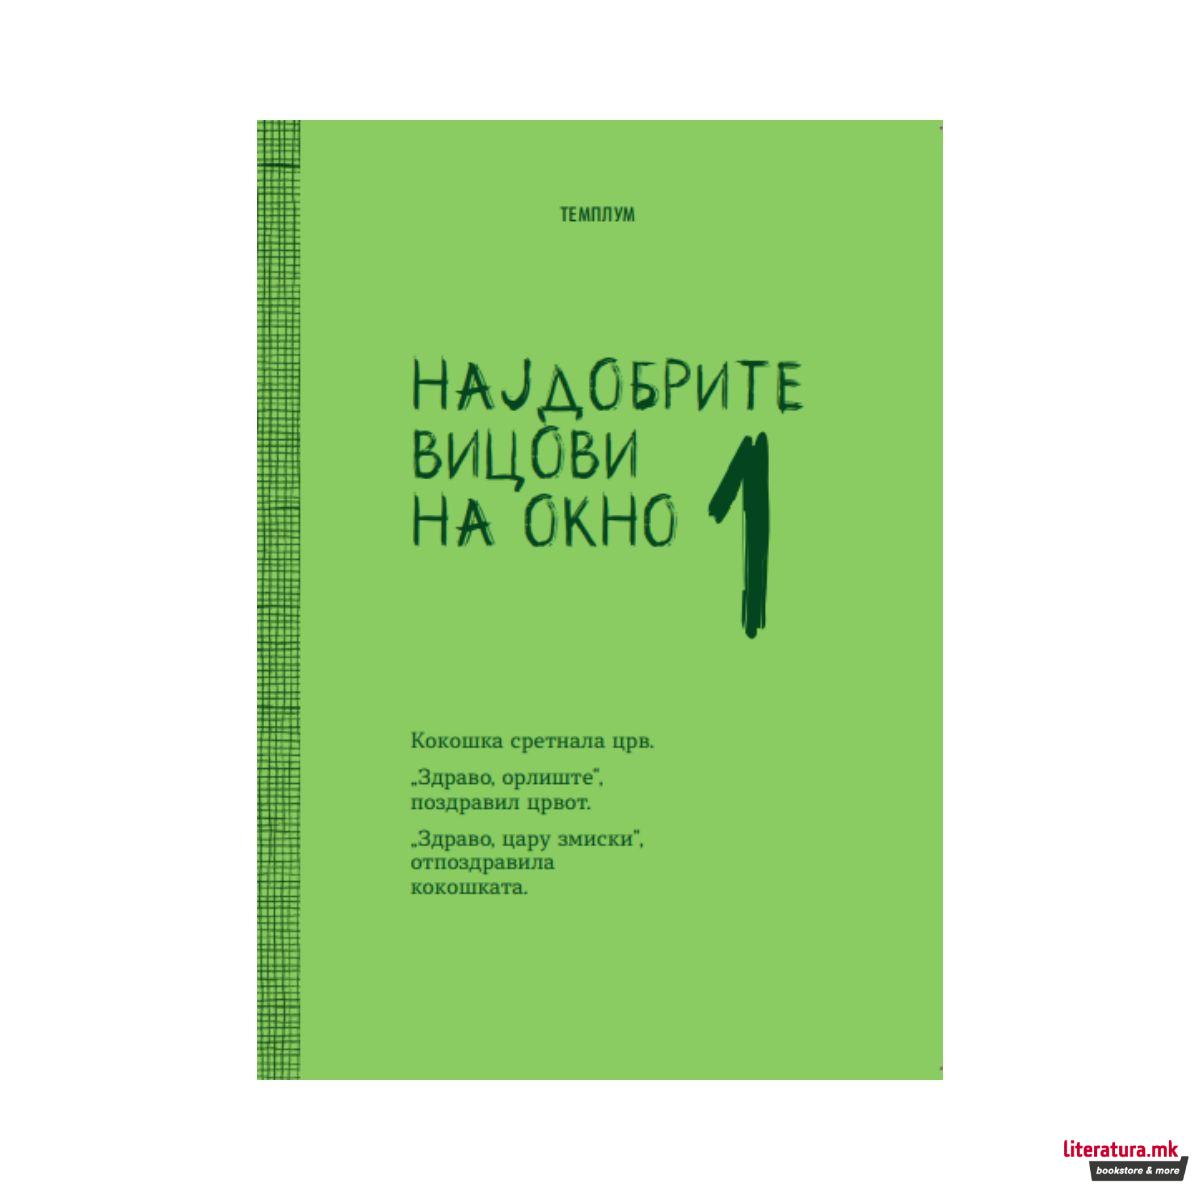 ТЕМПЛУМ
НАЈДОБРИТЕ
ВИЦОВИ
НА ОКНО 1
Кокошка сретнала црв.
„Здраво, орлиште“,
поздравил црвот.
„Здраво, цару змиски“,
отпоздравила
кокошката.
literatura.mk
bookstore & more